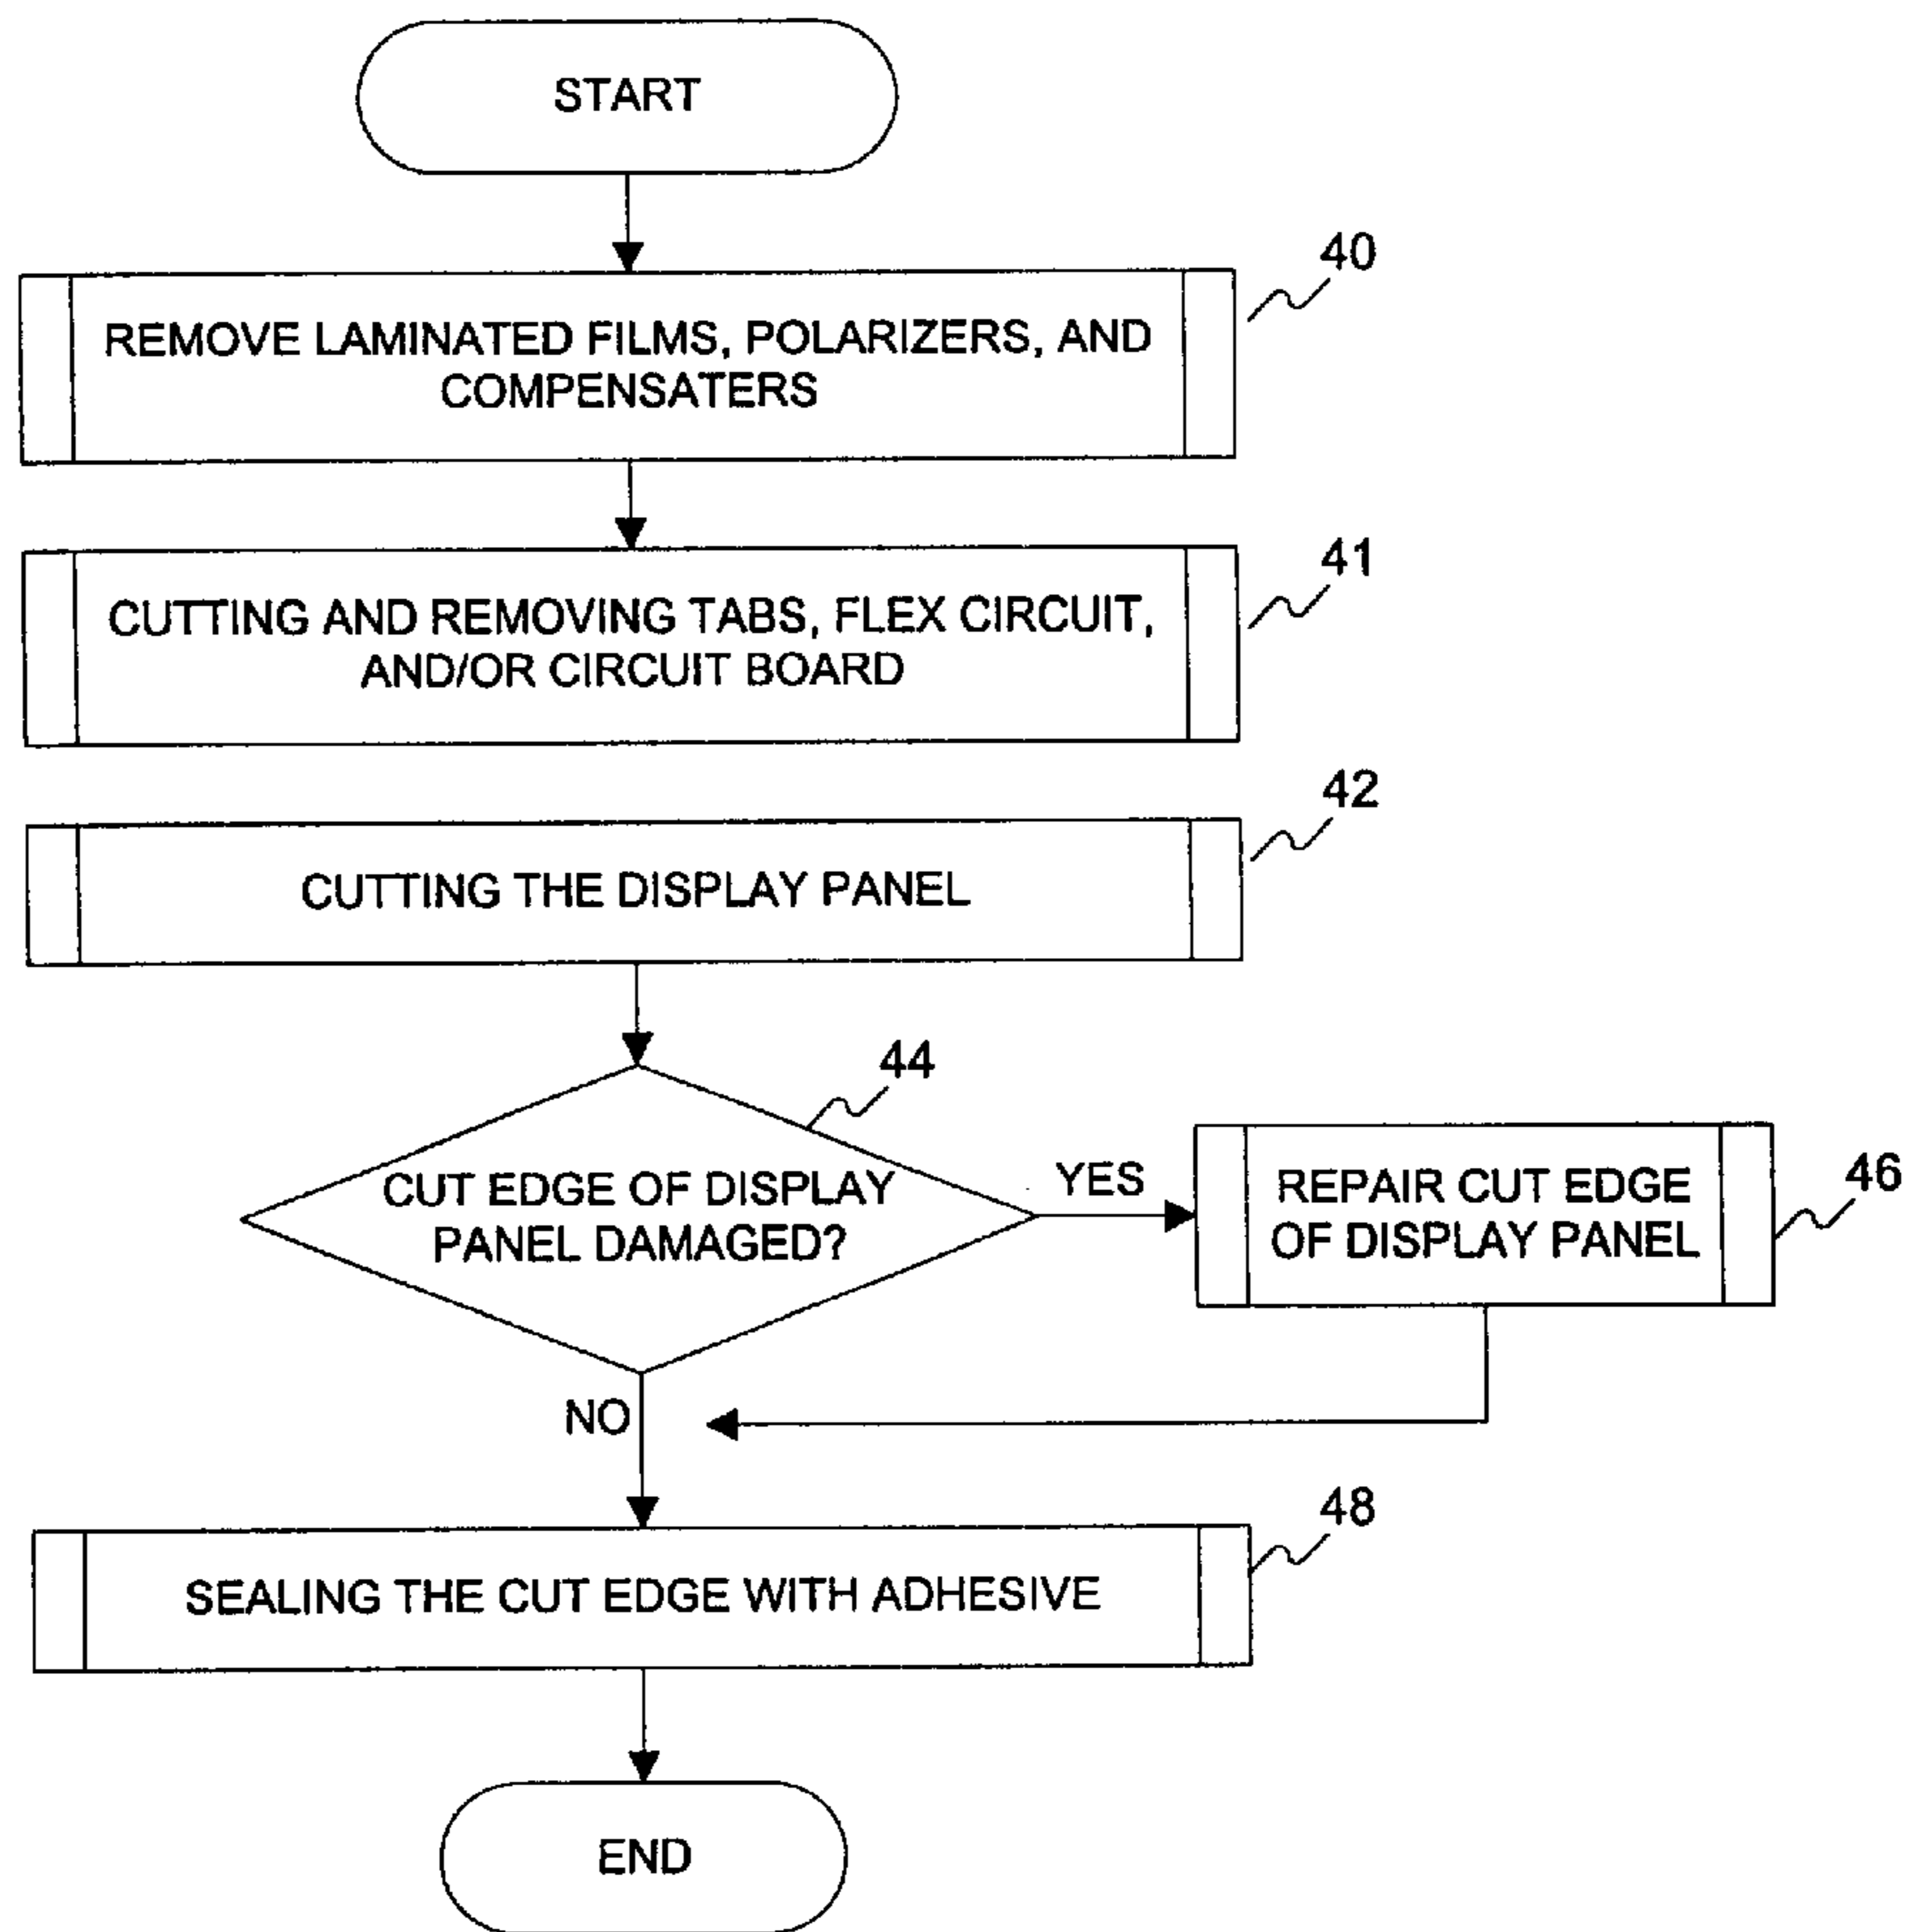 START
40
REMOVE LAMINATED FILMS, POLARIZERS, AND
COMPENSATERS
41
CUTTING AND REMOVING TABS, FLEX CIRCUIT,
AND/OR CIRCUIT BOARD
42
CUTTING THE DISPLAY PANEL
44
CUT EDGE OF DISPLAY
PANEL DAMAGED?
YES
REPAIR CUT EDGE
OF DISPLAY PANEL
46
NO
48
SEALING THE CUT EDGE WITH ADHESIVE
END